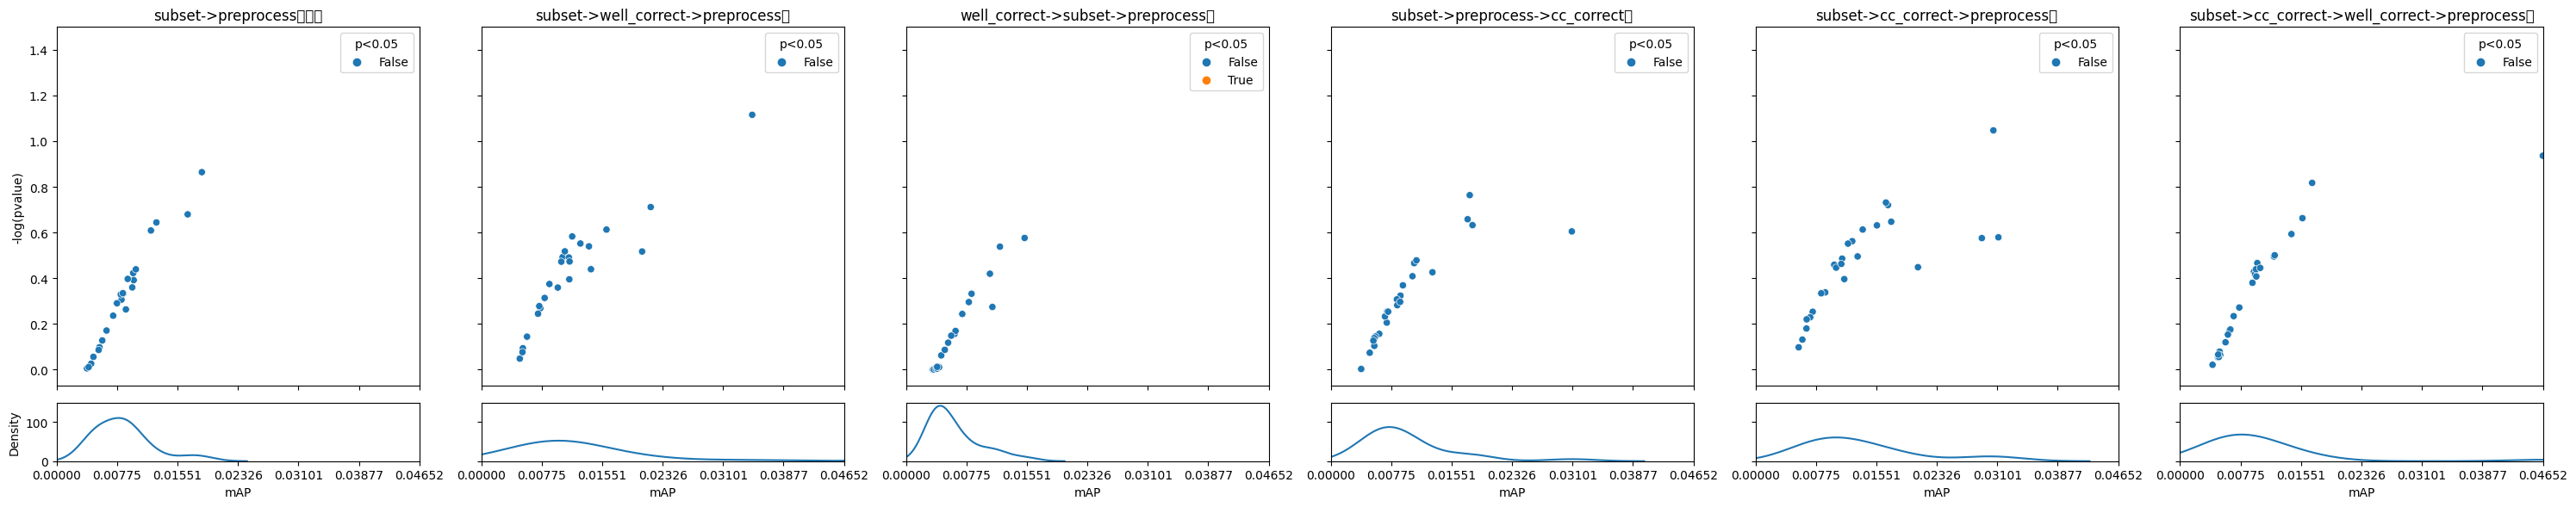 subset->preprocess
subset->well_correct->preprocess
well_correct->subset->preprocess
subset->preprocess->cc_correct
subset->cc_correct->preprocess
subset->cc_correct->well_correct->preprocess
-log(pvalue)
1.4
1.2
1.0
0.8
0.6
0.4
0.2
0.0
p<0.05
False
p<0.05
False
p<0.05
False
True
p<0.05
False
p<0.05
False
p<0.05
False
Density
100
0
0.00000 0.00775 0.01551 0.02326 0.03101 0.03877 0.04652
mAP
0.00000 0.00775 0.01551 0.02326 0.03101 0.03877 0.04652
mAP
0.00000 0.00775 0.01551 0.02326 0.03101 0.03877 0.04652
mAP
0.00000 0.00775 0.01551 0.02326 0.03101 0.03877 0.04652
mAP
0.00000 0.00775 0.01551 0.02326 0.03101 0.03877 0.04652
mAP
0.00000 0.00775 0.01551 0.02326 0.03101 0.03877 0.04652
mAP